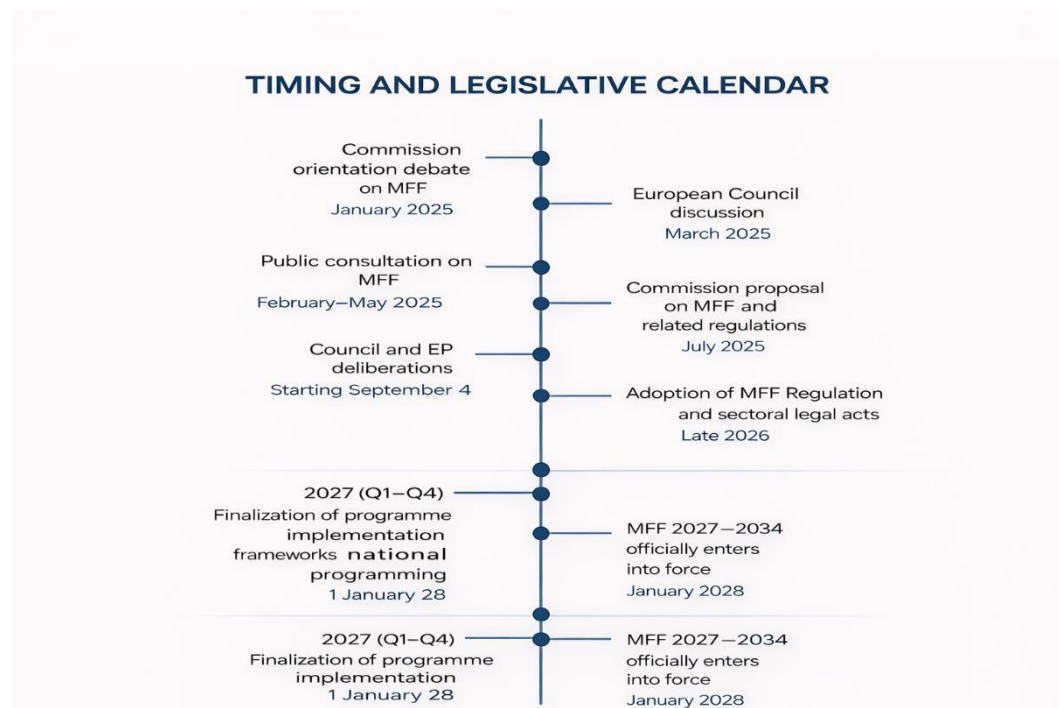 TIMING AND LEGISLATIVE CALENDAR
Commission
orientation debate
on MFF
January 2025
European Council
discussion
March 2025
Public consultation on
MFF
February–May 2025
Commission proposal
on MFF and
related regulations
July 2025
Council and EP
deliberations
Starting September 4
Adoption of MFF Regulation
and sectoral legal acts
Late 2026
2027 (Q1–Q4)
Finalization of programme
implementation
frameworks national
programming
1 January 28
MFF 2027–2034
officially enters
into force
January 2028
2027 (Q1–Q4)
Finalization of programme
implementation
1 January 28
MFF 2027–2034
officially enters
into force
January 2028